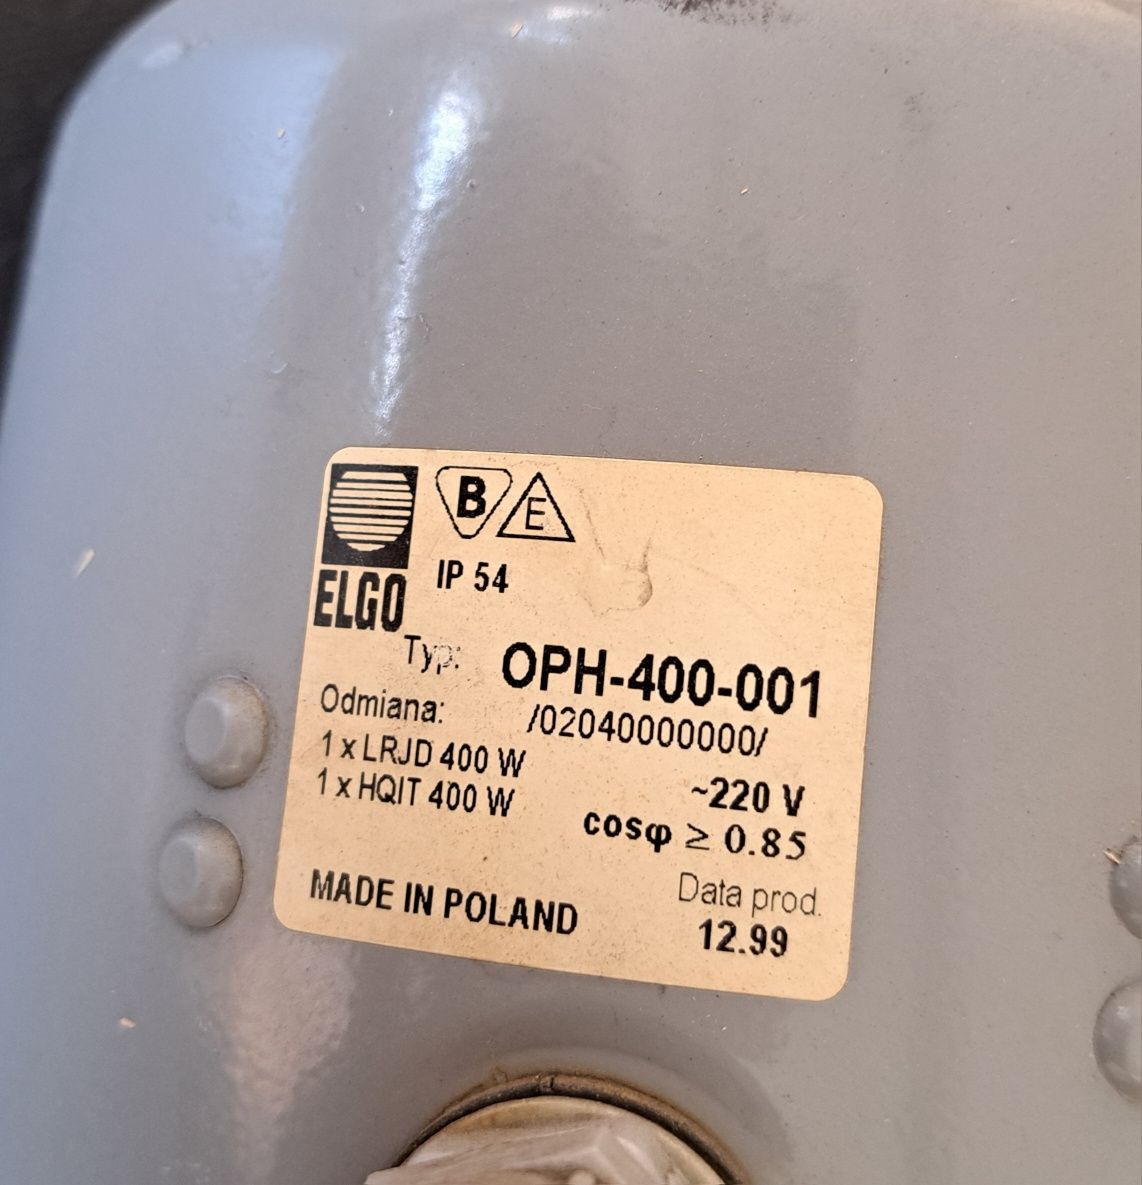 B E
IP 54
ELGO
Typ: OPH-400-001
Odmiana: /02040000000/
1 x LRJD 400 W
1 x HQIT 400 W
~220 V
cosφ ≥ 0.85
MADE IN POLAND
Data prod.
12.99